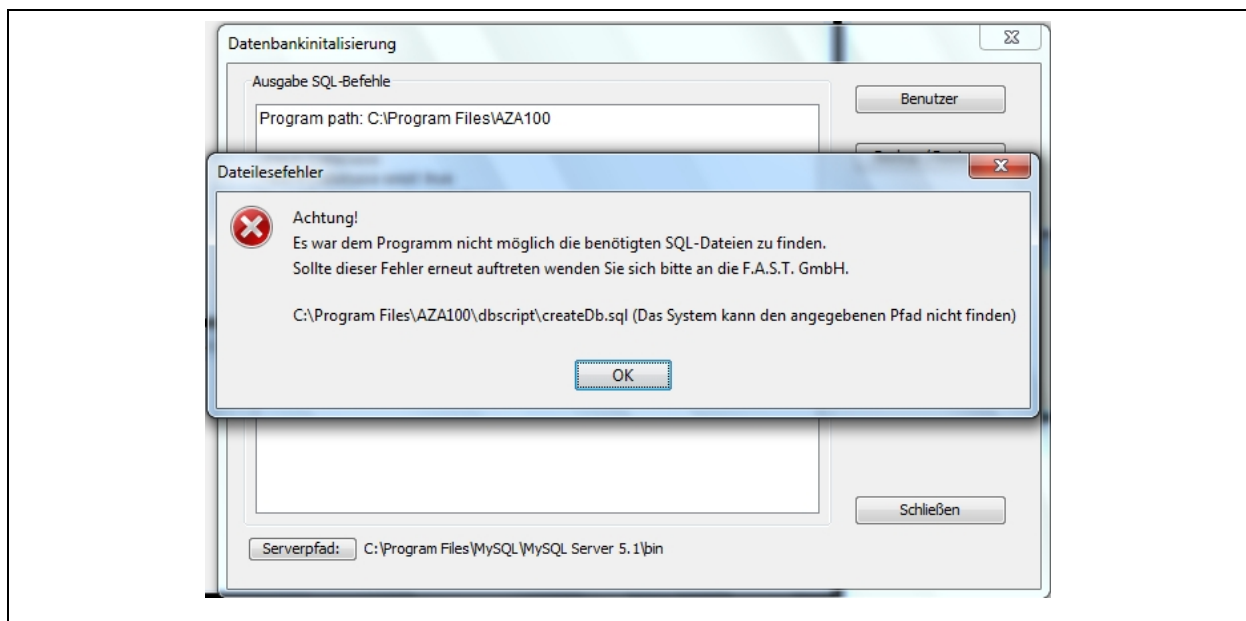 Datenbankinitalisierung
Ausgabe SQL-Befehle
Program path: C:\Program Files\AZA100
Benutzer
Dateilesefehler
Achtung!
Es war dem Programm nicht möglich die benötigten SQL-Dateien zu finden.
Sollte dieser Fehler erneut auftreten wenden Sie sich bitte an die F.A.S.T. GmbH.
C:\Program Files\AZA100\dbscript\createDb.sql (Das System kann den angegebenen Pfad nicht finden)
OK
Schließen
Serverpfad: C:\Program Files\MySQL\MySQL Server 5.1\bin